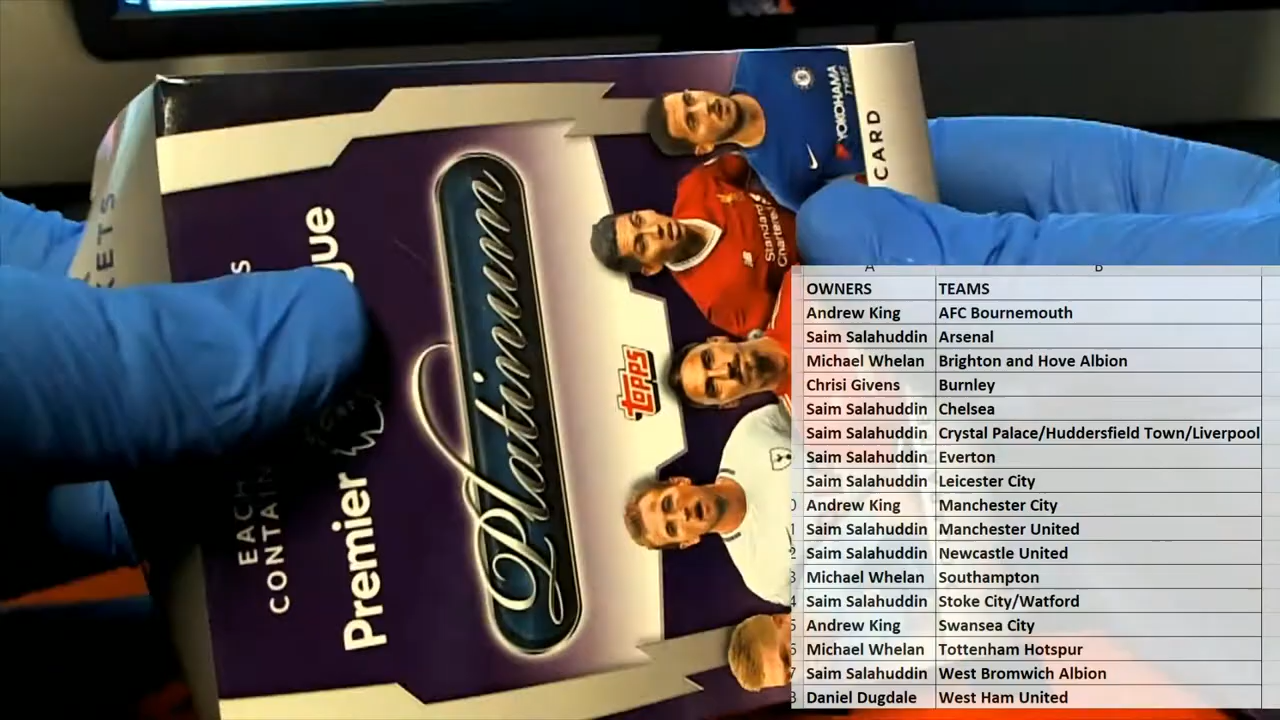 EACH
CONTAIN
Premier
gue
Platinum
topps
YOKOHAMA
TYRES
Standard
Chartered
CARD
KETS
A B
OWNERS TEAMS
Andrew King AFC Bournemouth
Saim Salahuddin Arsenal
Michael Whelan Brighton and Hove Albion
Chrisi Givens Burnley
Saim Salahuddin Chelsea
Saim Salahuddin Crystal Palace/Huddersfield Town/Liverpool
Saim Salahuddin Everton
Saim Salahuddin Leicester City
Andrew King Manchester City
Saim Salahuddin Manchester United
Saim Salahuddin Newcastle United
Michael Whelan Southampton
Saim Salahuddin Stoke City/Watford
Andrew King Swansea City
Michael Whelan Tottenham Hotspur
Saim Salahuddin West Bromwich Albion
Daniel Dugdale West Ham United